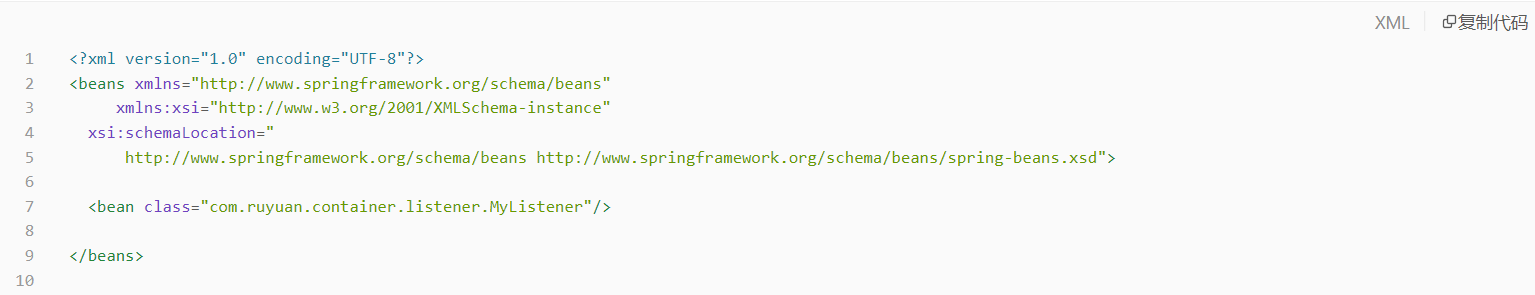 XML 复制代码
1 <?xml version="1.0" encoding="UTF-8"?>
2 <beans xmlns="http://www.springframework.org/schema/beans"
3      xmlns:xsi="http://www.w3.org/2001/XMLSchema-instance"
4   xsi:schemaLocation="
5       http://www.springframework.org/schema/beans http://www.springframework.org/schema/beans/spring-beans.xsd">
6
7   <bean class="com.ruyuan.container.listener.MyListener"/>
8
9 </beans>
10